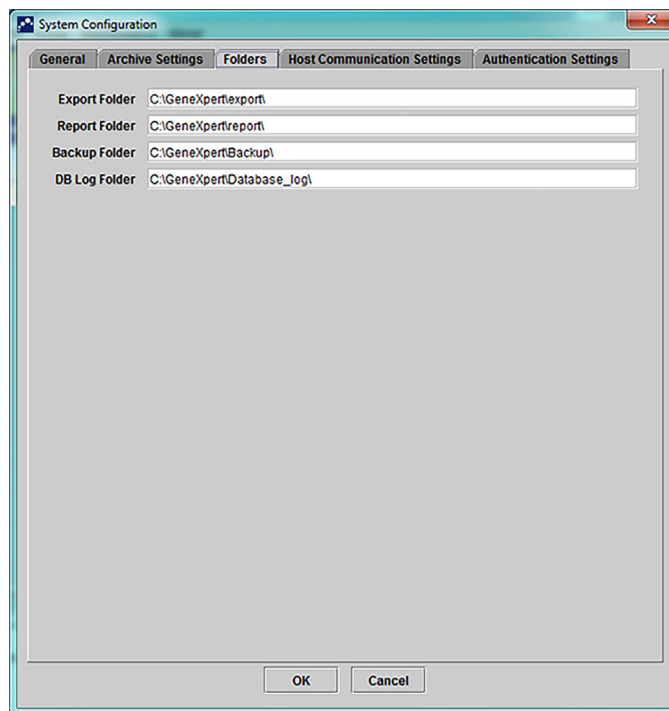 System Configuration
General Archive Settings Folders Host Communication Settings Authentication Settings
Export Folder C:\GeneXpert\export\
Report Folder C:\GeneXpert\report\
Backup Folder C:\GeneXpert\Backup\
DB Log Folder C:\GeneXpert\Database_log\
OK Cancel